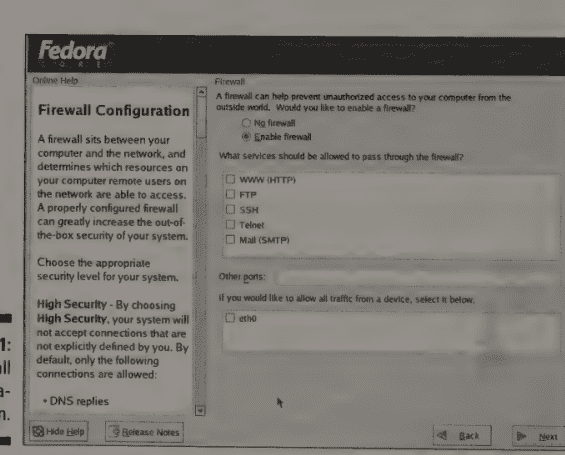 Fedora
CORE
Online Help
Firewall Configuration
A firewall sits between your
computer and the network, and
determines which resources on
your computer remote users on
the network are able to access.
A properly configured firewall
can greatly increase the out-of-
the-box security of your system.
Choose the appropriate
security level for your system.
High Security - By choosing
High Security, your system will
not accept connections that are
not explicitly defined by you. By
default, only the following
connections are allowed:
• DNS replies
Firewall
A firewall can help prevent unauthorized access to your computer from the
outside world. Would you like to enable a firewall?
No firewall
Enable firewall
What services should be allowed to pass through the firewall?
WWW (HTTP)
FTP
SSH
Telnet
Mail (SMTP)
Other ports:
If you would like to allow all traffic from a device, select it below.
eth0
Hide Help
Release Notes
Back
Next
1:
all
a-
n.